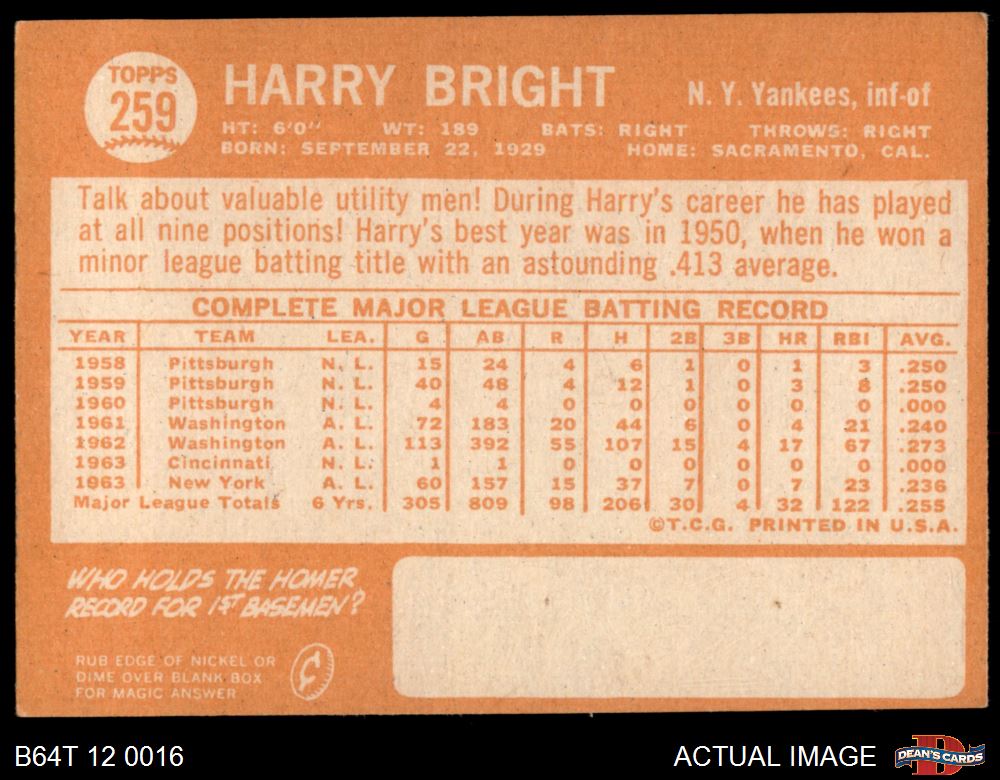 TOPPS
259
HARRY BRIGHT
N. Y. Yankees, inf-of
HT: 6'0" WT: 189 BATS: RIGHT THROWS: RIGHT
BORN: SEPTEMBER 22, 1929 HOME: SACRAMENTO, CAL.
Talk about valuable utility men! During Harry's career he has played
at all nine positions! Harry's best year was in 1950, when he won a
minor league batting title with an astounding .413 average.
COMPLETE MAJOR LEAGUE BATTING RECORD
YEAR TEAM LEA. G AB R H 2B 3B HR RBI AVG.
1958 Pittsburgh N. L. 15 24 4 6 1 0 1 3 .250
1959 Pittsburgh N. L. 40 48 4 12 1 0 3 8 .250
1960 Pittsburgh N. L. 4 4 0 0 0 0 0 0 .000
1961 Washington A. L. 72 183 20 44 6 0 4 21 .240
1962 Washington A. L. 113 392 55 107 15 4 17 67 .273
1963 Cincinnati N. L. 1 1 0 0 0 0 0 0 .000
1963 New York A. L. 60 157 15 37 7 0 7 23 .236
Major League Totals 6 Yrs. 305 809 98 206 30 4 32 122 .255
©T.C.G. PRINTED IN U.S.A.
WHO HOLDS THE HOMER
RECORD FOR 1ST BASEMEN?
RUB EDGE OF NICKEL OR
DIME OVER BLANK BOX
FOR MAGIC ANSWER
B64T 12 0016
ACTUAL IMAGE
DEAN'S CARDS